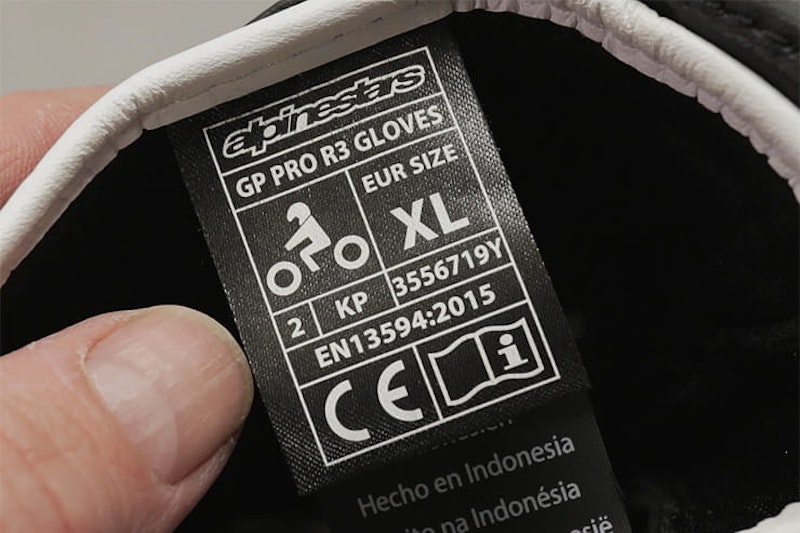 alpinestars
GP PRO R3 GLOVES
EUR SIZE
XL
2 KP 3556719Y
EN13594:2015
CE
i
Hecho en Indonesia
na Indonésia